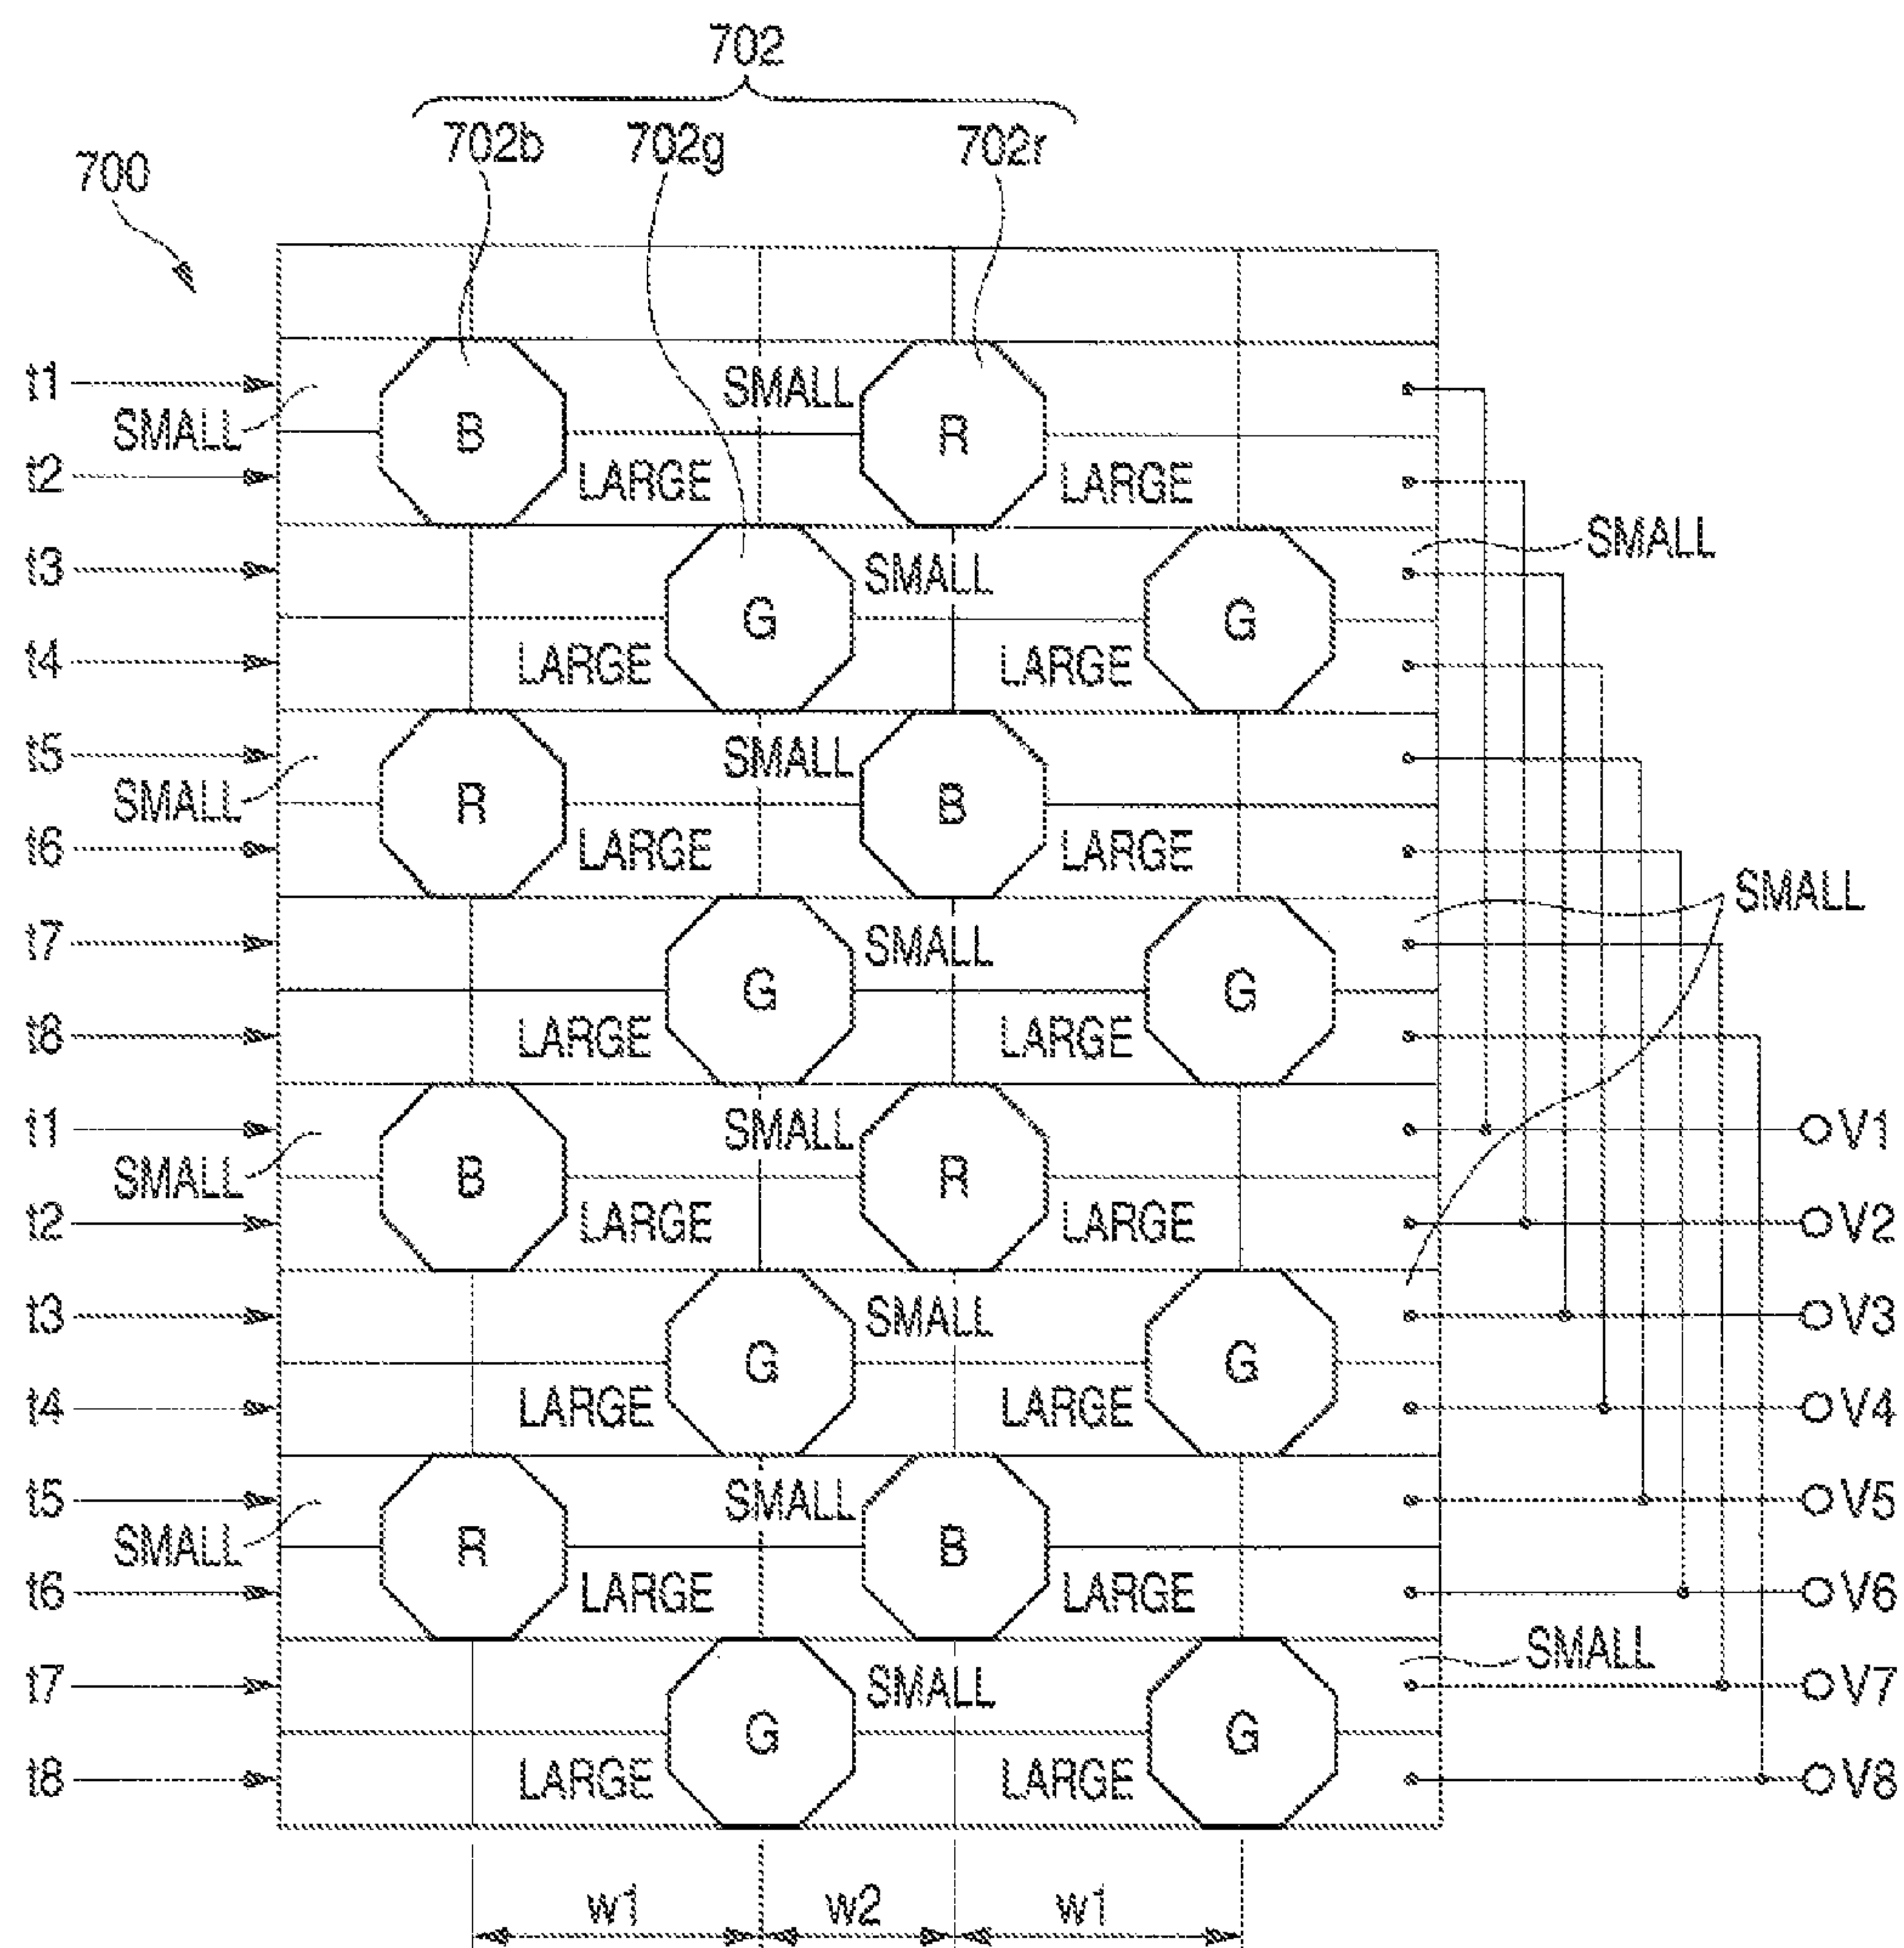 702
702b 702g 702r
700
t1 SMALL
SMALL B R
t2 LARGE LARGE
SMALL
t3 SMALL
G G
t4 LARGE LARGE
t5 SMALL
SMALL R B
t6 LARGE LARGE
SMALL
t7 SMALL
G G
t8 LARGE LARGE
t1 SMALL V1
SMALL B R
t2 LARGE LARGE V2
t3 SMALL V3
G G
t4 LARGE LARGE V4
t5 SMALL V5
SMALL R B
t6 LARGE LARGE V6
SMALL
t7 SMALL V7
G G
t8 LARGE LARGE V8
w1 w2 w1